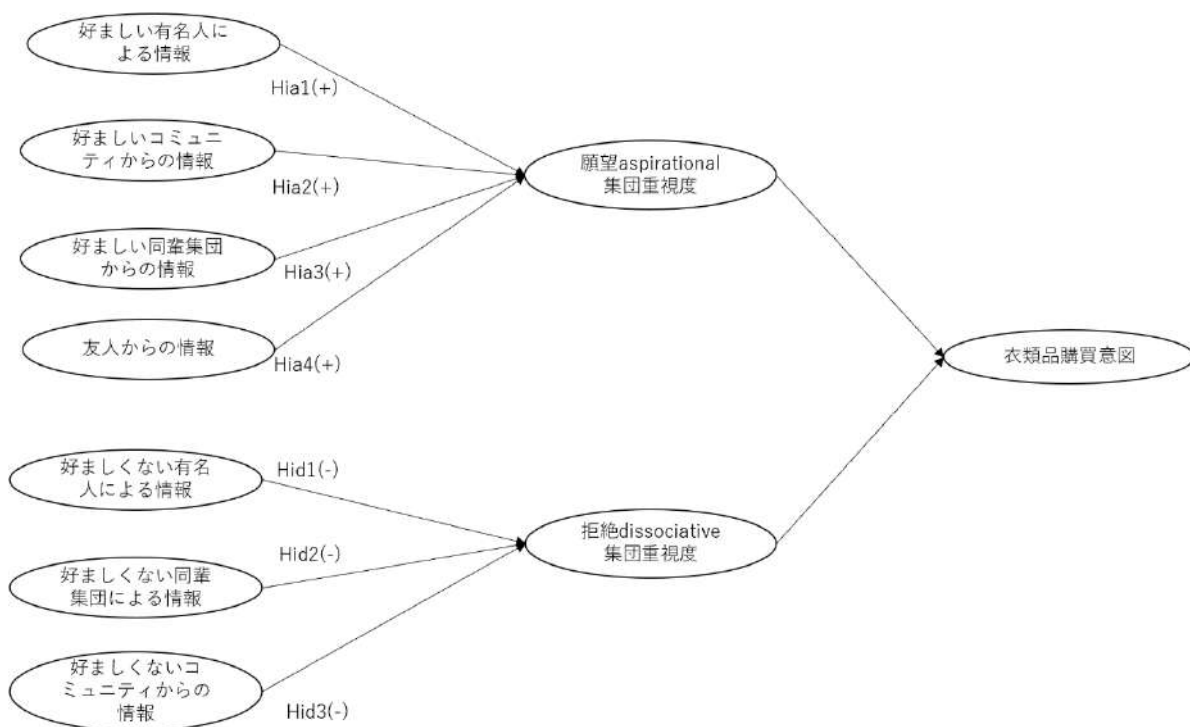 好ましい有名人に
よる情報
Hia1(+)
好ましいコミュニ
ティからの情報
Hia2(+)
好ましい同輩集団
からの情報
Hia3(+)
友人からの情報
Hia4(+)
願望aspirational
集団重視度
衣類品購買意図
好ましくない有名
人による情報
Hid1(-)
好ましくない同輩
集団による情報
Hid2(-)
好ましくないコ
ミュニティからの
情報
Hid3(-)
拒絶dissociative
集団重視度